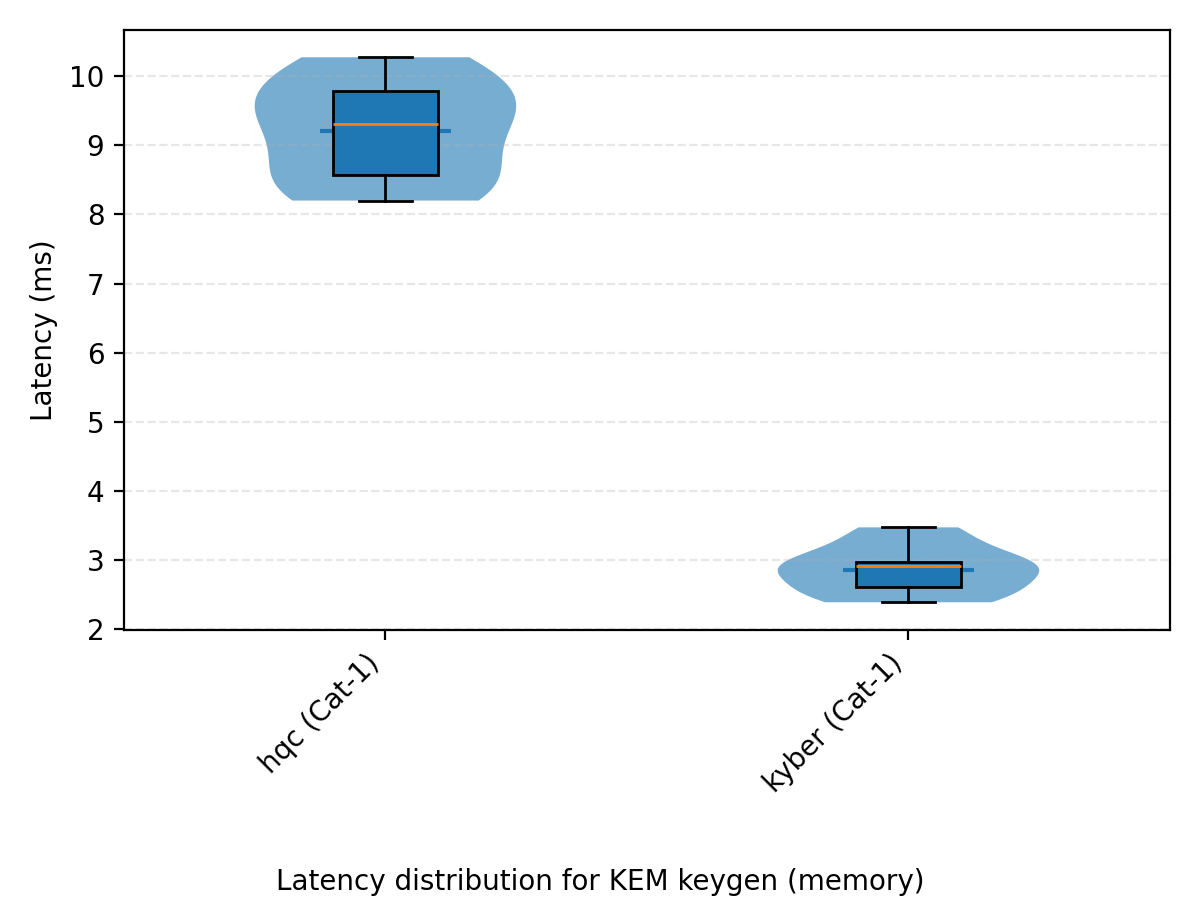 10
9
8
7
6
5
4
3
2
Latency (ms)
hqc (Cat-1)
kyber (Cat-1)
Latency distribution for KEM keygen (memory)